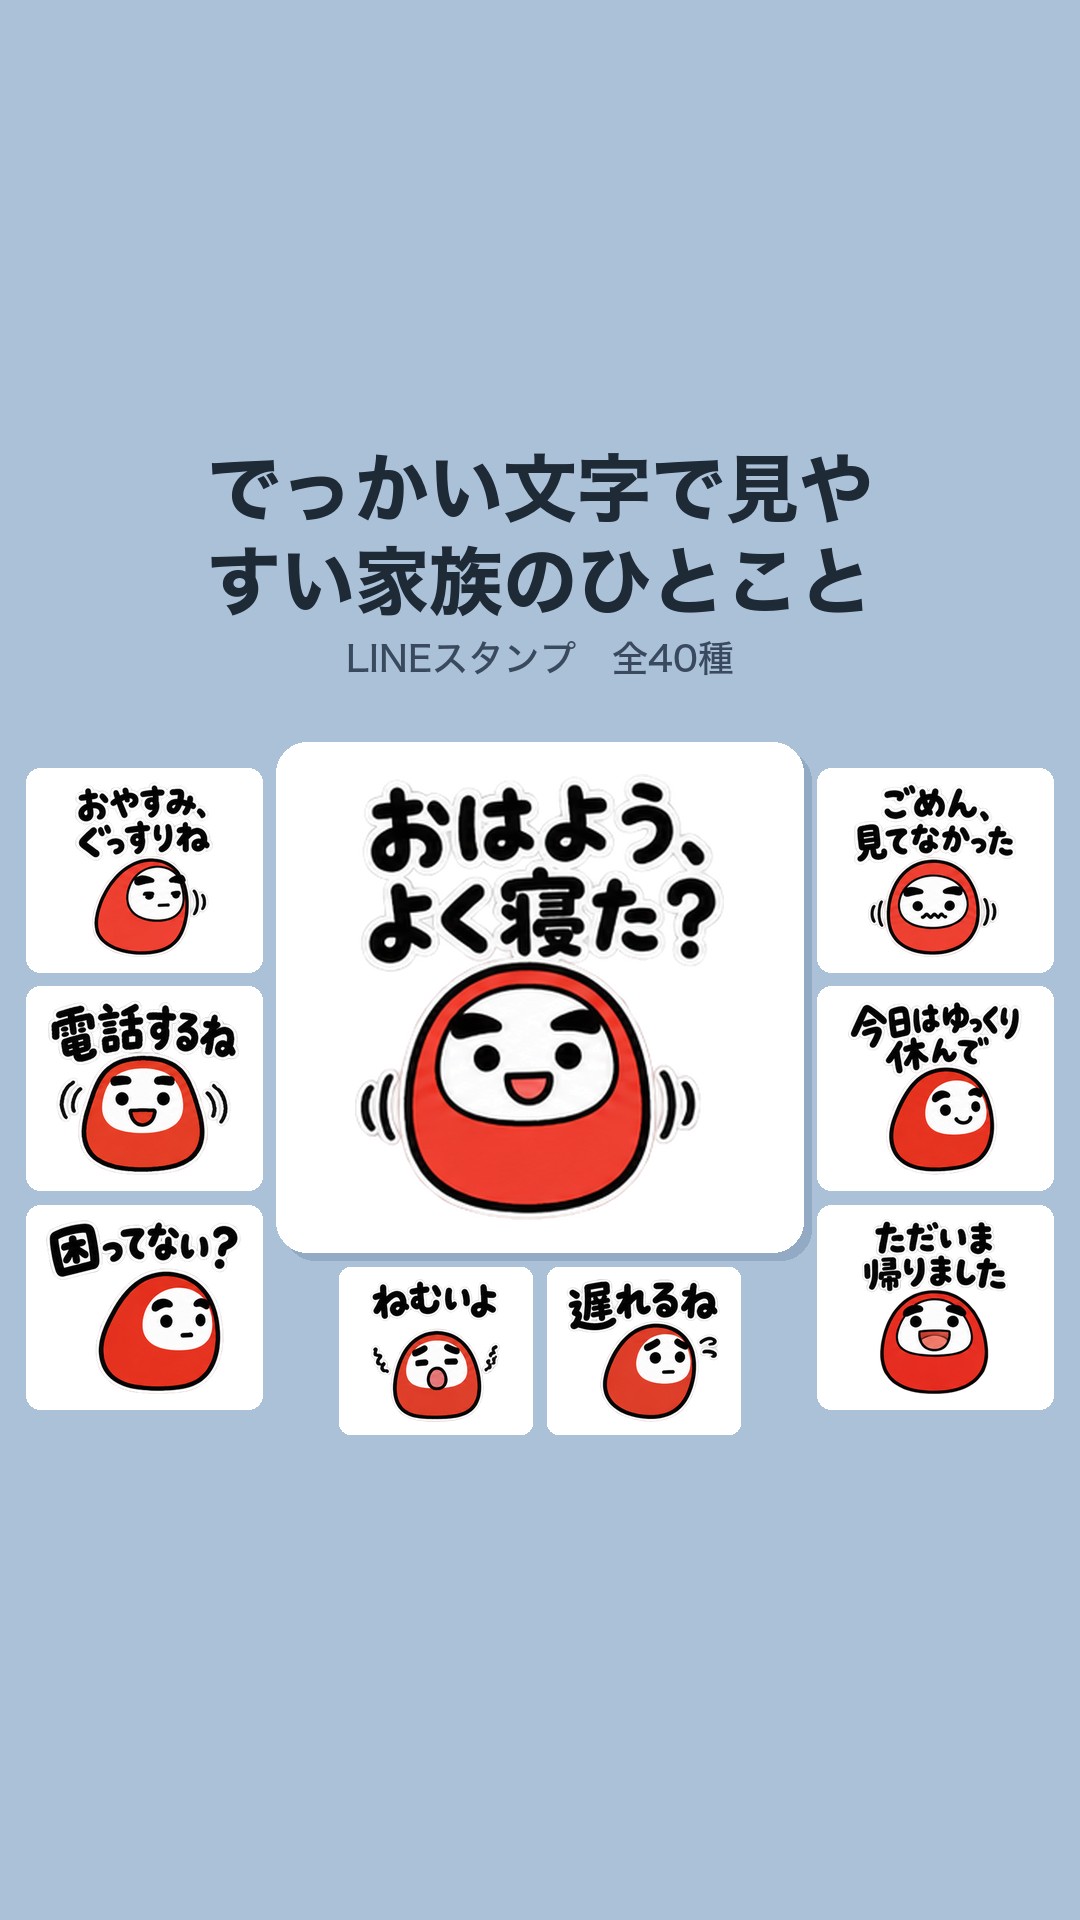 でっかい文字で見や
すい家族のひとこと
LINEスタンプ　全40種
おやすみ、
ぐっすりね
おはよう、
よく寝た?
ごめん、
見てなかった
電話するね
今日はゆっくり
休んで
困ってない?
ねむいよ
遅れるね
ただいま
帰りました